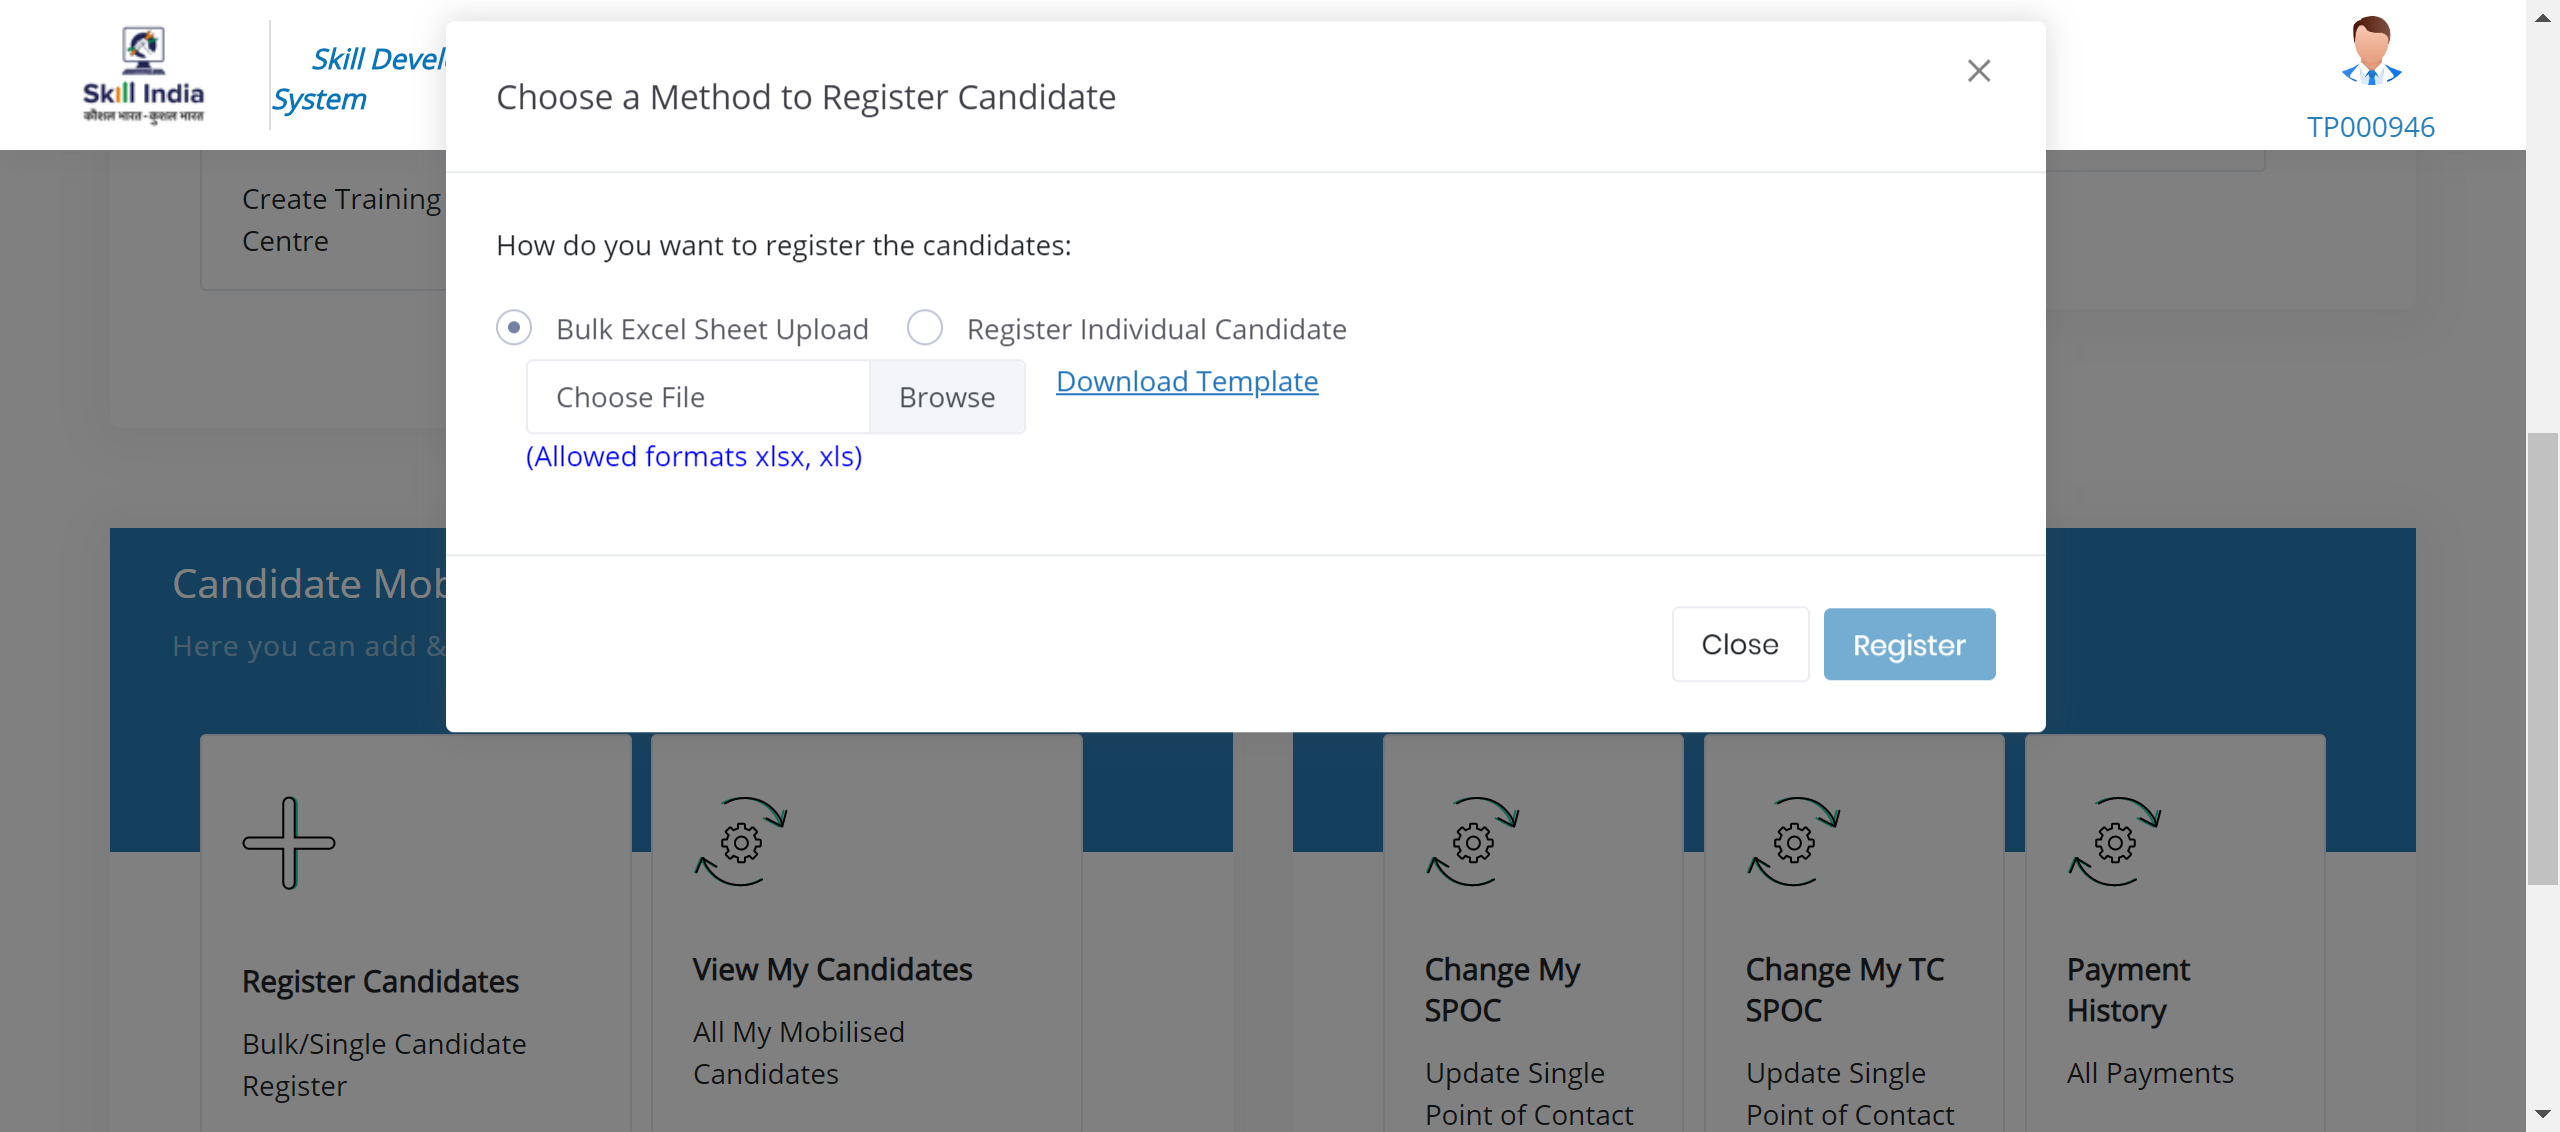 Skill India
कौशल भारत - कुशल भारत
Skill Devel
System
TP000946
Choose a Method to Register Candidate
How do you want to register the candidates:
Bulk Excel Sheet Upload
Register Individual Candidate
Choose File
Browse
Download Template
(Allowed formats xlsx, xls)
Close
Register
Create Training
Centre
Candidate Mob
Here you can add &
Register Candidates
Bulk/Single Candidate
Register
View My Candidates
All My Mobilised
Candidates
Change My
SPOC
Update Single
Point of Contact
Change My TC
SPOC
Update Single
Point of Contact
Payment
History
All Payments